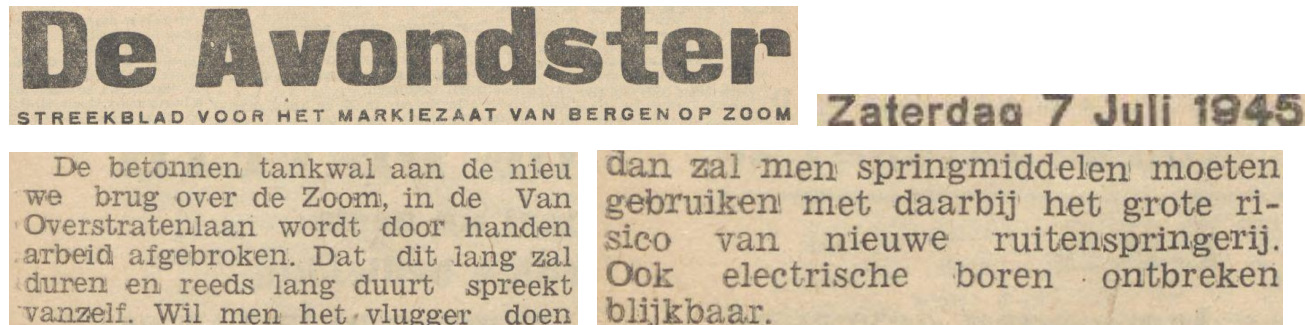 De Avondster
STREEKBLAD VOOR HET MARKIEZAAT VAN BERGEN OP ZOOM
Zaterdag 7 Juli 1945
De betonnen tankwal aan de nieu
we brug over de Zoom, in de Van
Overstratenlaan wordt door handen
arbeid afgebroken. Dat dit lang zal
duren en reeds lang duurt spreekt
vanzelf. Wil men het vlugger doen
dan zal men springmiddelen moeten
gebruiken met daarbij het grote ri-
sico van nieuwe ruitenspringerij.
Ook electrische boren ontbreken
blijkbaar.